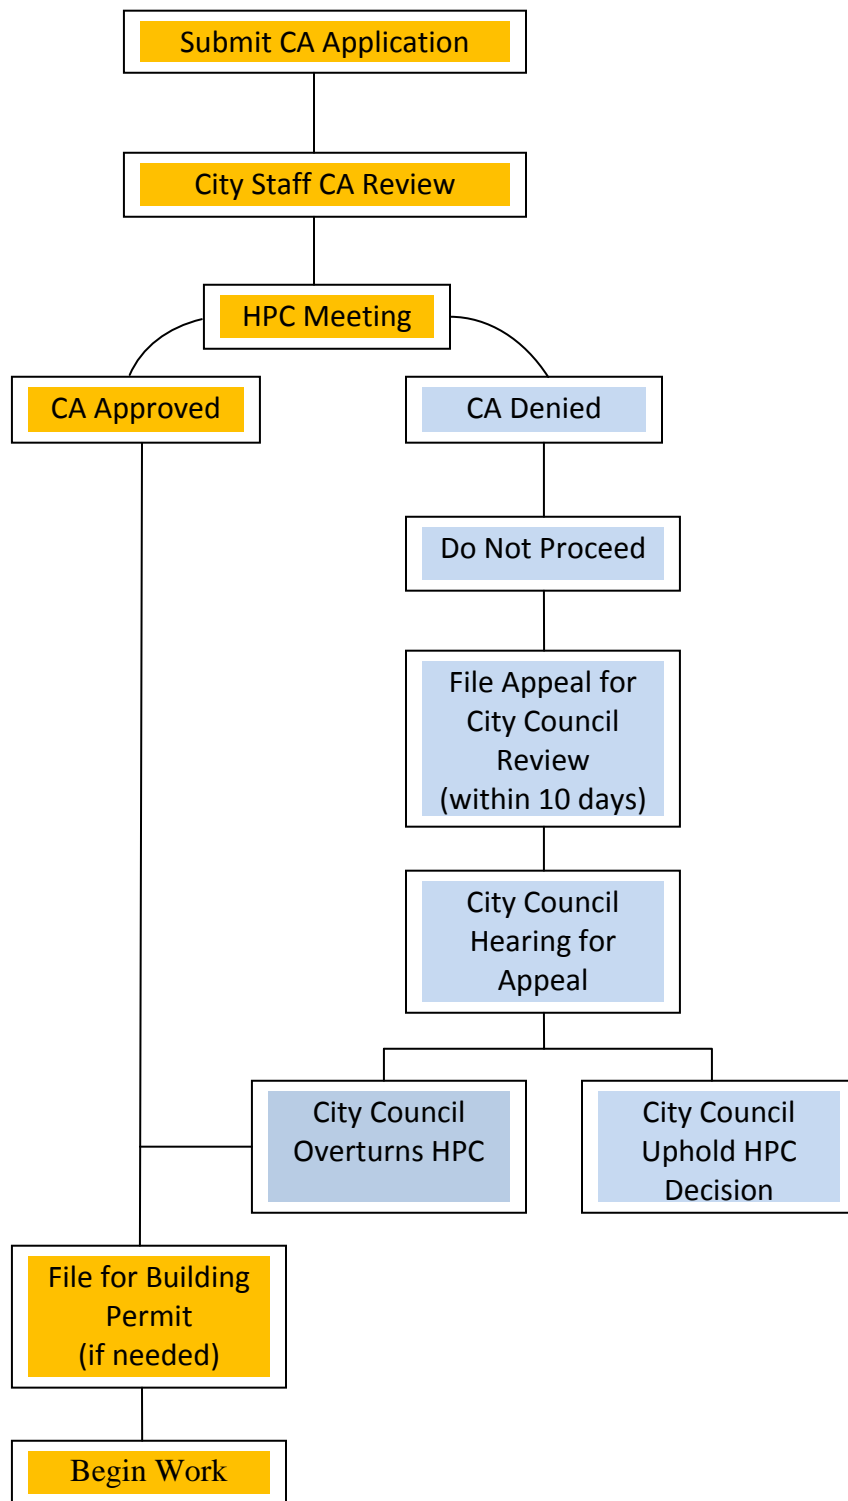 Submit CA Application
City Staff CA Review
HPC Meeting
CA Approved
CA Denied
Do Not Proceed
File Appeal for
City Council
Review
(within 10 days)
City Council
Hearing for
Appeal
City Council
Overturns HPC
City Council
Uphold HPC
Decision
File for Building
Permit
(if needed)
Begin Work